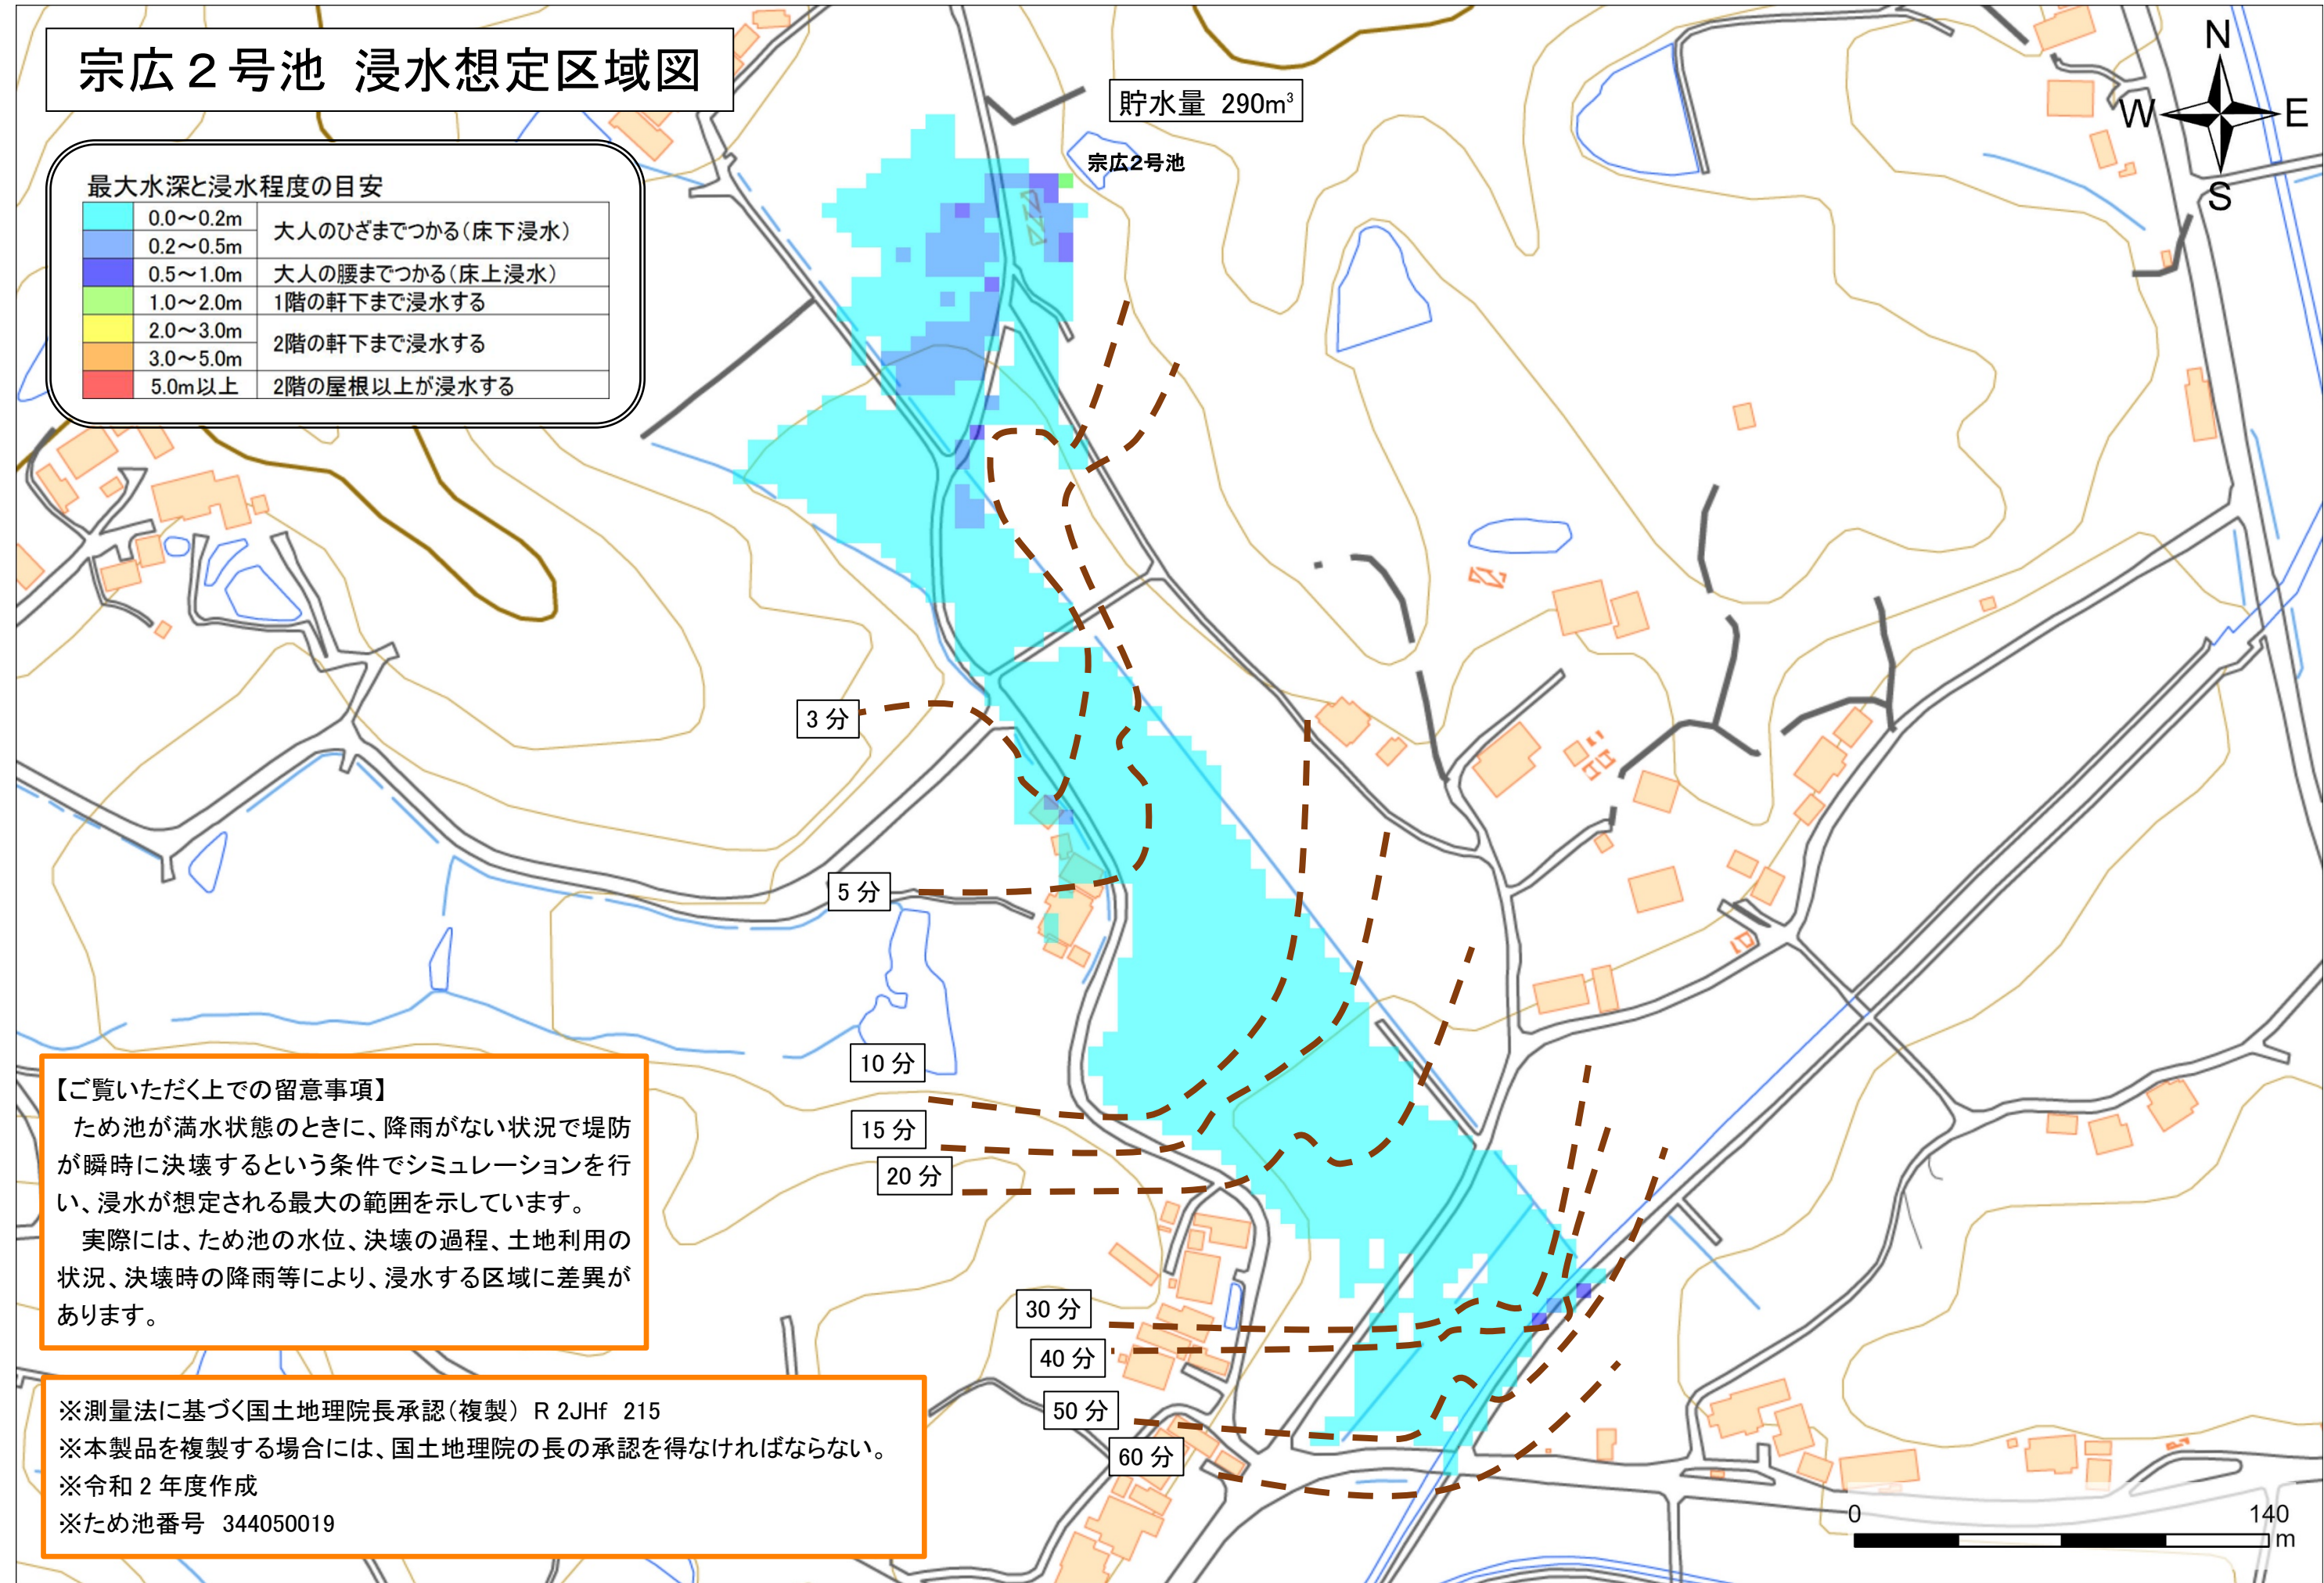 宗広２号池 浸水想定区域図
貯水量 290m³
N
W
E
S
宗広2号池
最大水深と浸水程度の目安
0.0～0.2m
大人のひざまでつかる(床下浸水)
0.2～0.5m
0.5～1.0m 大人の腰までつかる(床上浸水)
1.0～2.0m 1階の軒下まで浸水する
2.0～3.0m
2階の軒下まで浸水する
3.0～5.0m
5.0m以上 2階の屋根以上が浸水する
3 分
5 分
10 分
15 分
20 分
30 分
40 分
50 分
60 分
【ご覧いただく上での留意事項】
ため池が満水状態のときに、降雨がない状況で堤防
が瞬時に決壊するという条件でシミュレーションを行
い、浸水が想定される最大の範囲を示しています。
実際には、ため池の水位、決壊の過程、土地利用の
状況、決壊時の降雨等により、浸水する区域に差異が
あります。
※測量法に基づく国土地理院長承認(複製) R 2JHf 215
※本製品を複製する場合には、国土地理院の長の承認を得なければならない。
※令和 2 年度作成
※ため池番号 344050019
0
140
m